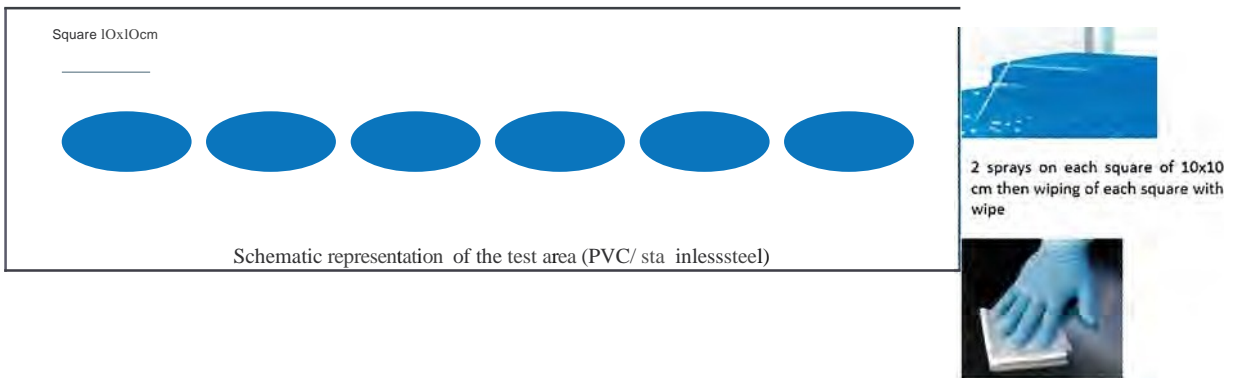 Square lOxlOcm
2 sprays on each square of 10x10
cm then wiping of each square with
wipe
Schematic representation of the test area (PVC/ sta inlesssteel)